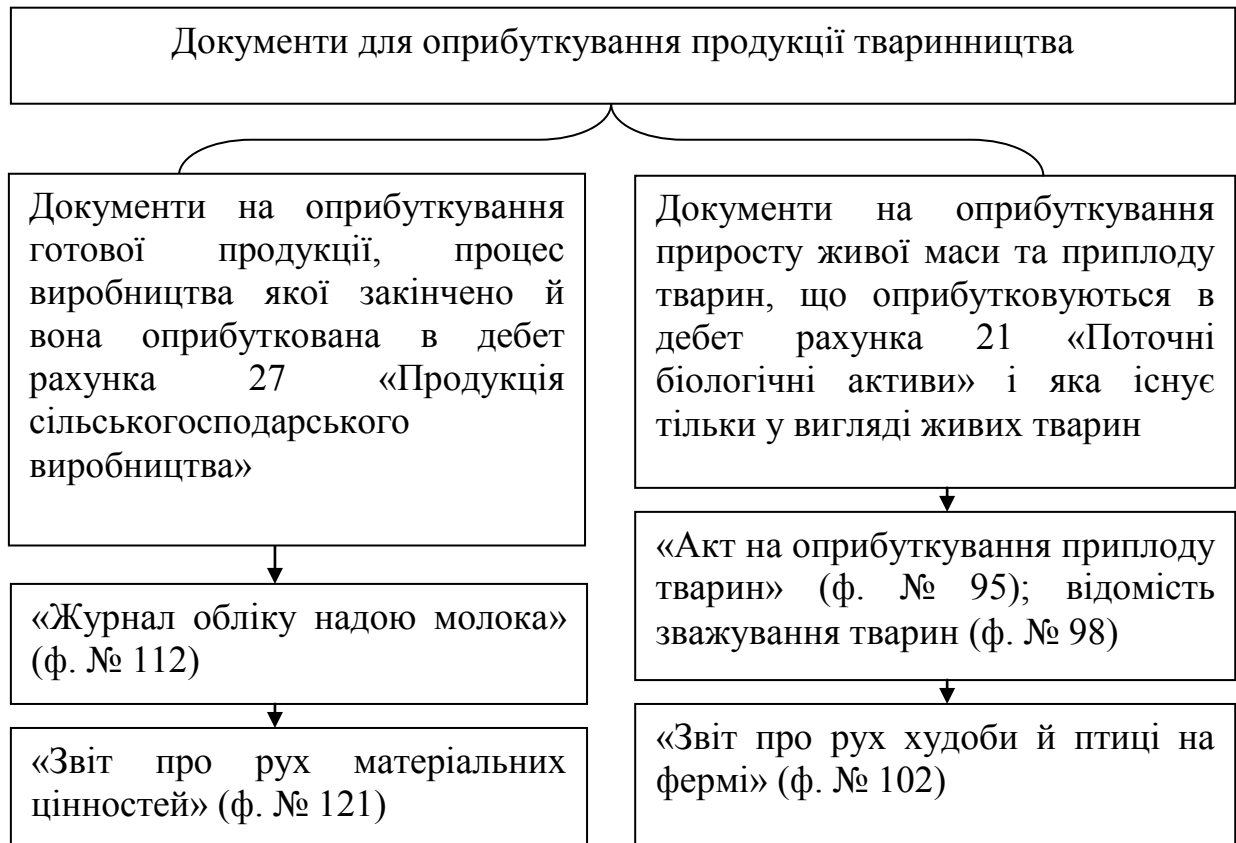 Документи для оприбуткування продукції тваринництва
Документи на оприбуткування
готової продукції, процес
виробництва якої закінчено й
вона оприбуткована в дебет
рахунка 27 «Продукція
сільськогосподарського
виробництва»
«Журнал обліку надою молока»
(ф. № 112)
«Звіт про рух матеріальних
цінностей» (ф. № 121)
Документи на оприбуткування
приросту живої маси та приплоду
тварин, що оприбутковуються в
дебет рахунка 21 «Поточні
біологічні активи» і яка існує
тільки у вигляді живих тварин
«Акт на оприбуткування приплоду
тварин» (ф. № 95); відомість
зважування тварин (ф. № 98)
«Звіт про рух худоби й птиці на
фермі» (ф. № 102)